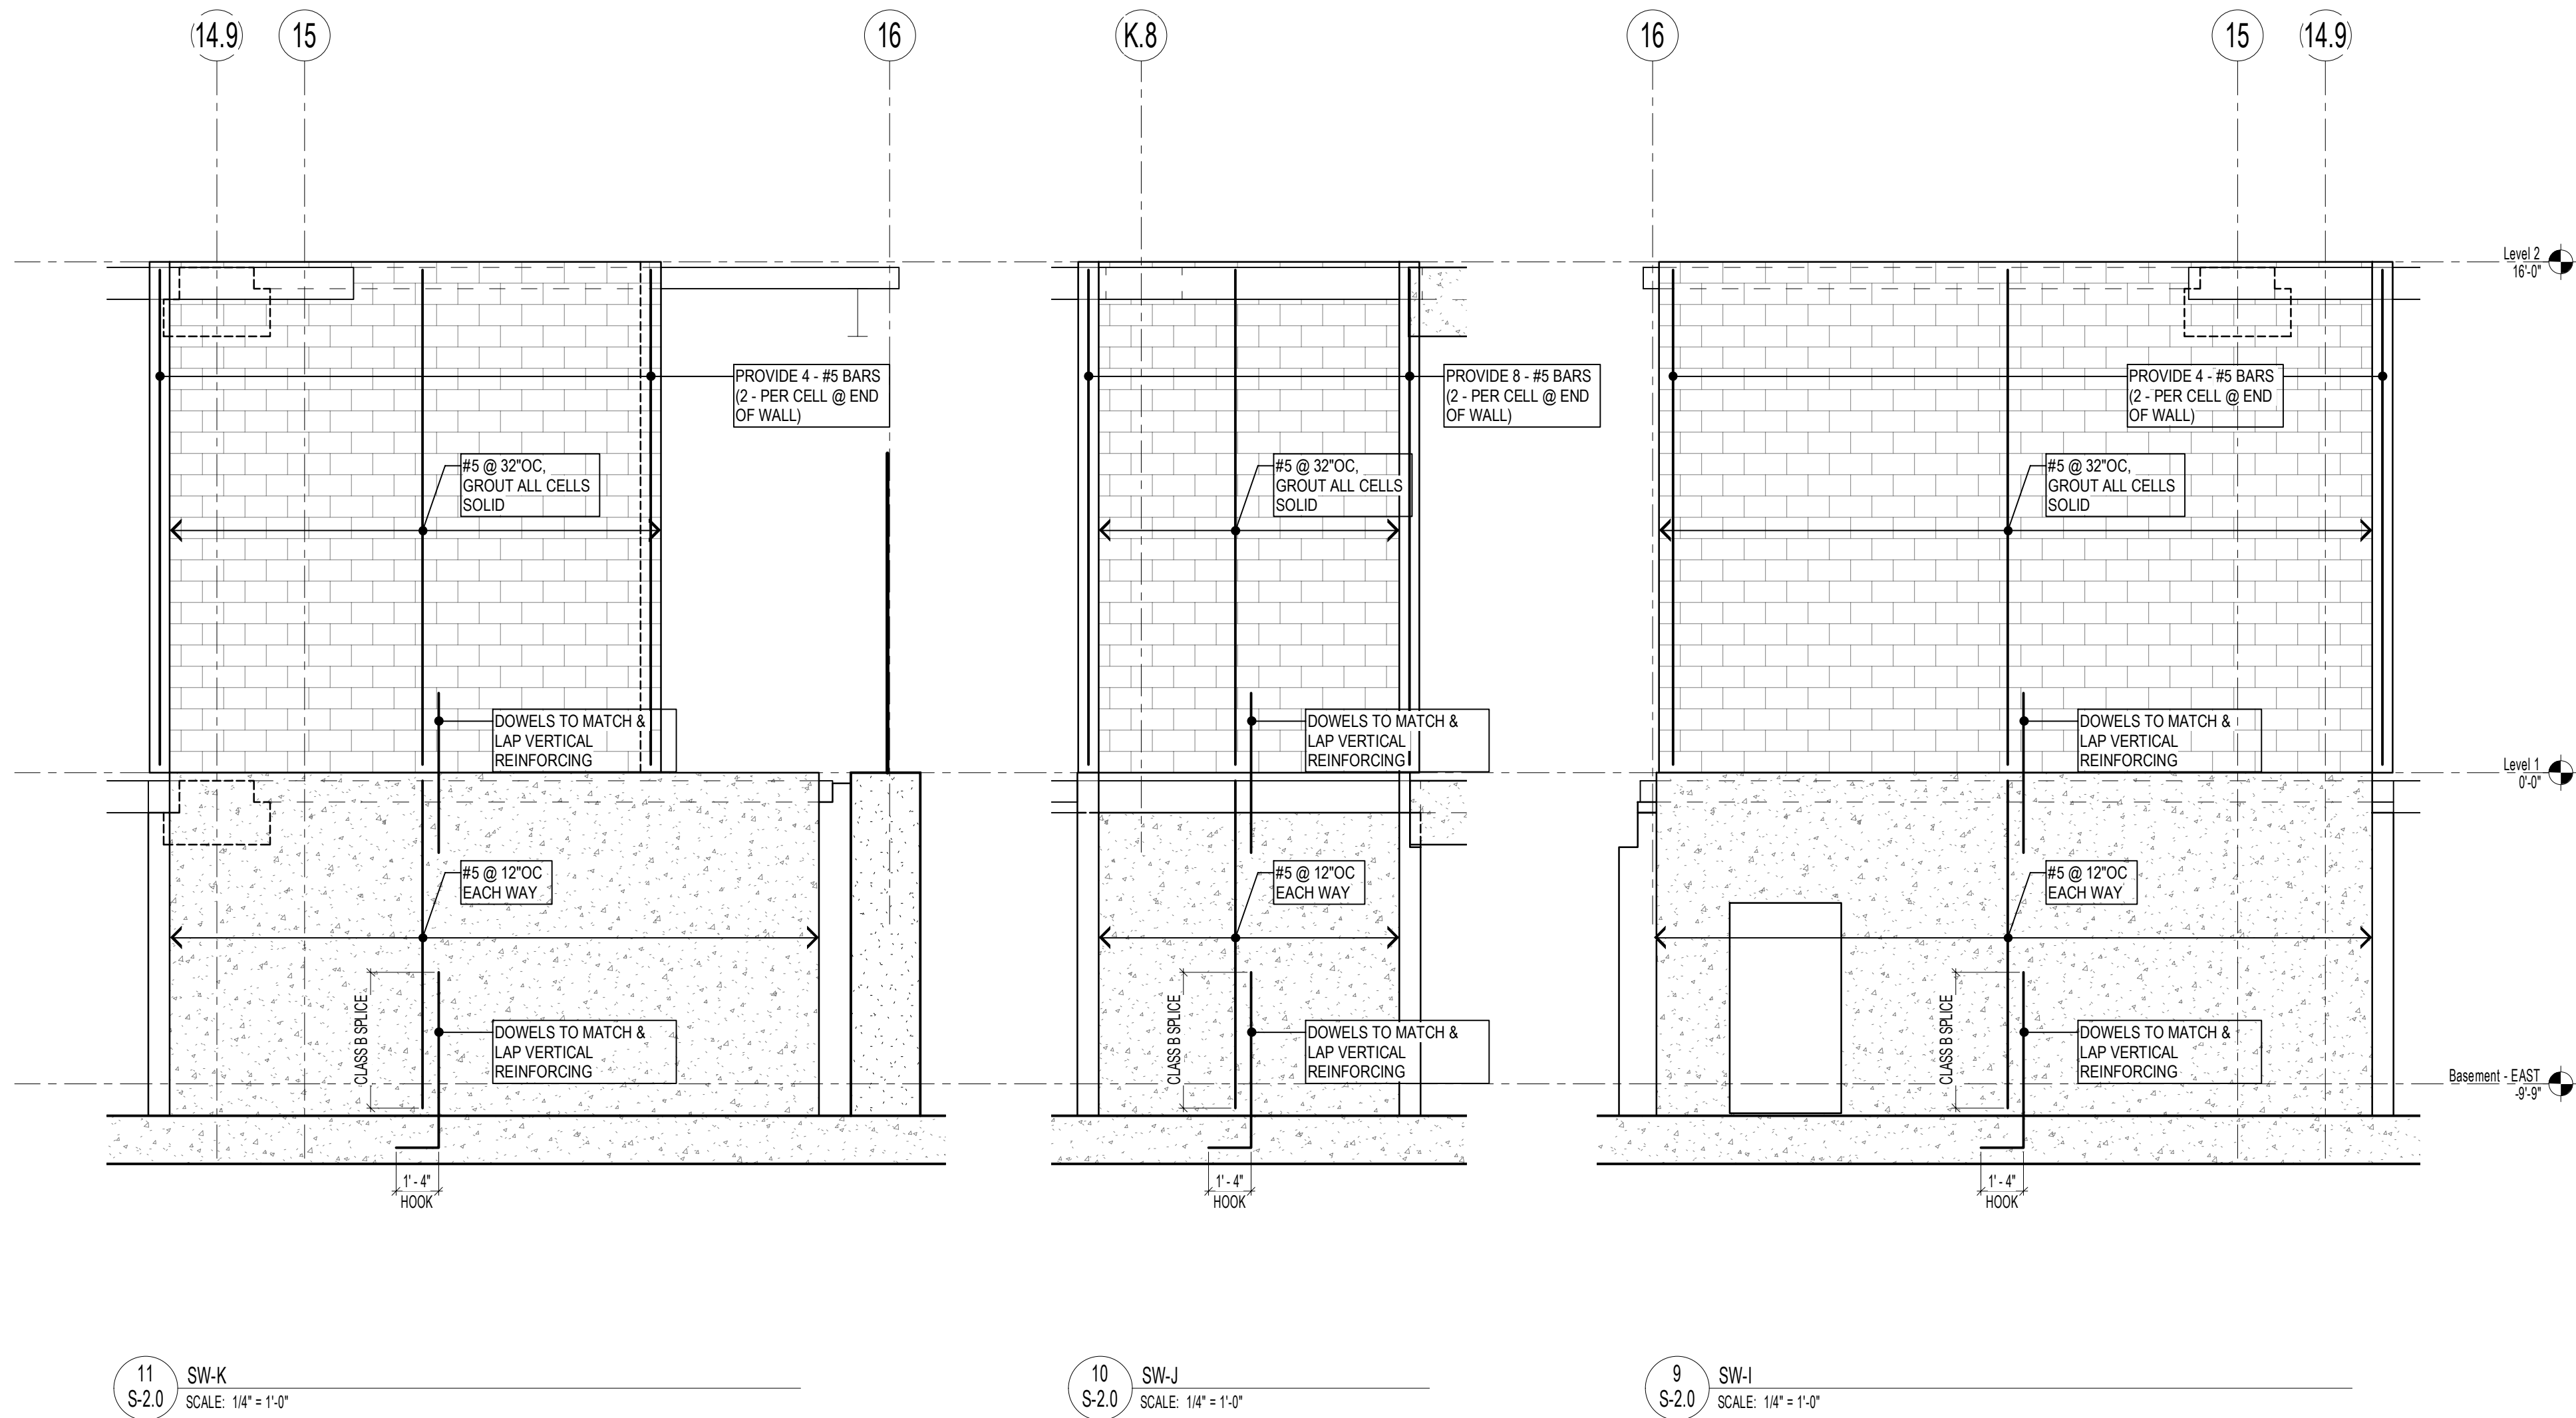 14.9
15
16
K.8
16
15
14.9
Level 2
16'-0"
PROVIDE 4 - #5 BARS
(2 - PER CELL @ END
OF WALL)
PROVIDE 8 - #5 BARS
(2 - PER CELL @ END
OF WALL)
PROVIDE 4 - #5 BARS
(2 - PER CELL @ END
OF WALL)
#5 @ 32"OC,
GROUT ALL CELLS
SOLID
#5 @ 32"OC,
GROUT ALL CELLS
SOLID
#5 @ 32"OC,
GROUT ALL CELLS
SOLID
DOWELS TO MATCH &
LAP VERTICAL
REINFORCING
DOWELS TO MATCH &
LAP VERTICAL
REINFORCING
DOWELS TO MATCH &
LAP VERTICAL
REINFORCING
Level 1
0'-0"
#5 @ 12"OC
EACH WAY
#5 @ 12"OC
EACH WAY
#5 @ 12"OC
EACH WAY
CLASS B SPLICE
DOWELS TO MATCH &
LAP VERTICAL
REINFORCING
CLASS B SPLICE
DOWELS TO MATCH &
LAP VERTICAL
REINFORCING
CLASS B SPLICE
DOWELS TO MATCH &
LAP VERTICAL
REINFORCING
Basement - EAST
-9'-9"
1' - 4"
HOOK
1' - 4"
HOOK
1' - 4"
HOOK
11
S-2.0
SW-K
SCALE: 1/4" = 1'-0"
10
S-2.0
SW-J
SCALE: 1/4" = 1'-0"
9
S-2.0
SW-I
SCALE: 1/4" = 1'-0"